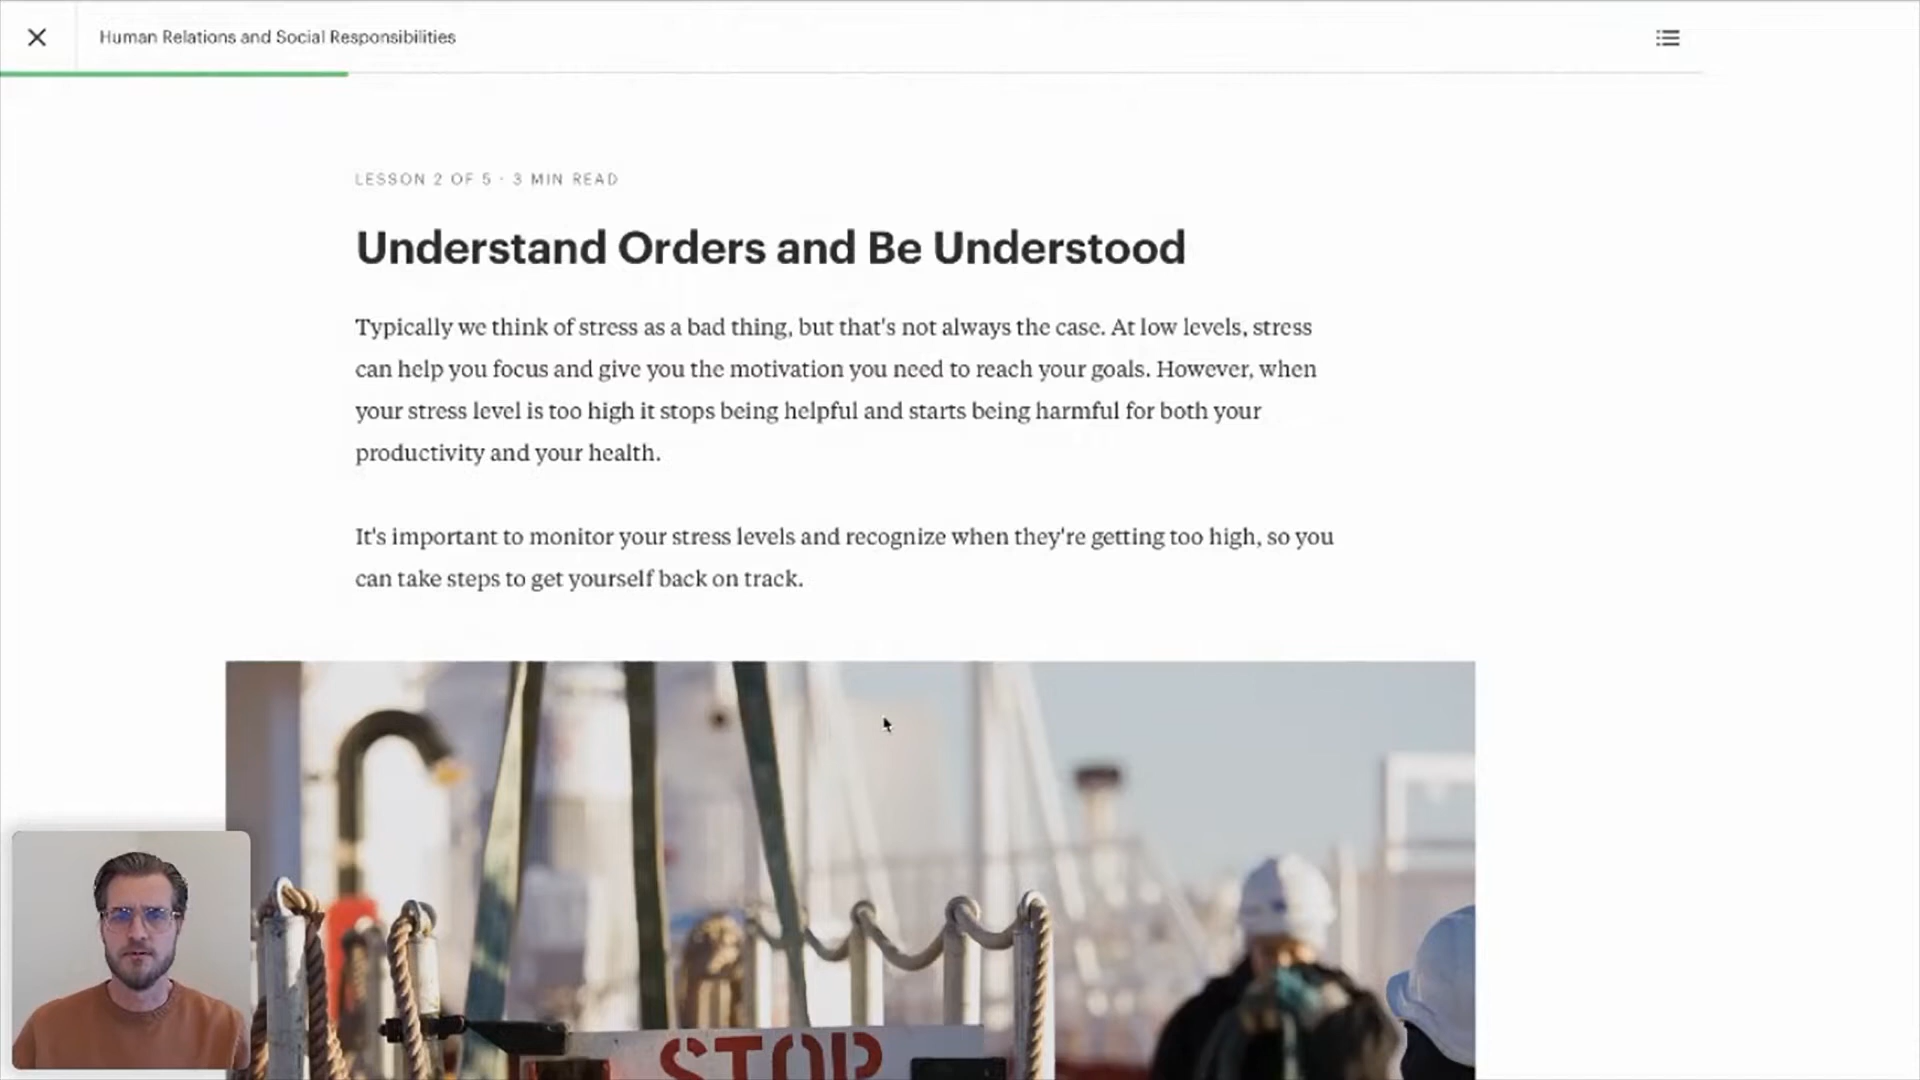 Human Relations and Social Responsibilities
LESSON 2 OF 5 · 3 MIN READ
Understand Orders and Be Understood
Typically we think of stress as a bad thing, but that's not always the case. At low levels, stress
can help you focus and give you the motivation you need to reach your goals. However, when
your stress level is too high it stops being helpful and starts being harmful for both your
productivity and your health.
It's important to monitor your stress levels and recognize when they're getting too high, so you
can take steps to get yourself back on track.
STOP